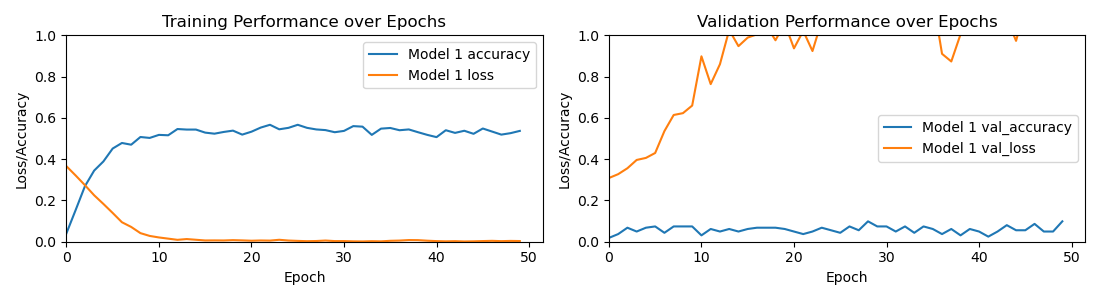 Training Performance over Epochs
Loss/Accuracy
1.0
0.8
0.6
0.4
0.2
0.0
Model 1 accuracy
Model 1 loss
0
10
20
30
40
50
Epoch
Validation Performance over Epochs
Loss/Accuracy
1.0
0.8
0.6
0.4
0.2
0.0
Model 1 val_accuracy
Model 1 val_loss
0
10
20
30
40
50
Epoch